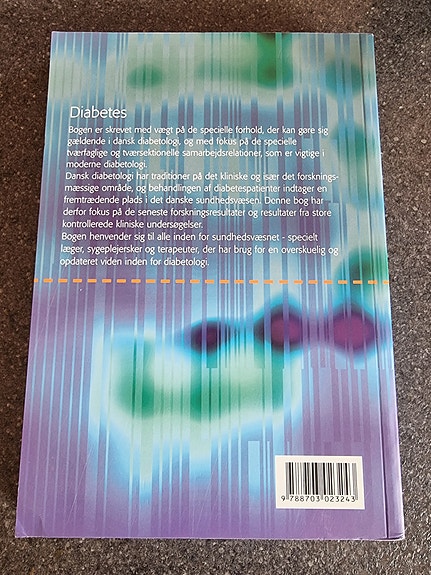 Diabetes
Bogen er skrevet med vægt på de specielle forhold, der kan gøre sig
gældende i dansk diabetologi, og med fokus på de specielle
tværfaglige og tværsektionelle samarbejdsrelationer, som er vigtige i
moderne diabetologi.
Dansk diabetologi har traditioner på det kliniske og især det forsknings-
mæssige område, og behandlingen af diabetespatienter indtager en
fremtrædende plads i det danske sundhedsvæsen. Denne bog har
derfor fokus på de seneste forskningsresultater og resultater fra store
kontrollerede kliniske undersøgelser.
Bogen henvender sig til alle inden for sundhedsvæsnet - specielt
læger, sygeplejersker og terapeuter, der har brug for en overskuelig og
opdateret viden inden for diabetologi.
9 788703 023243